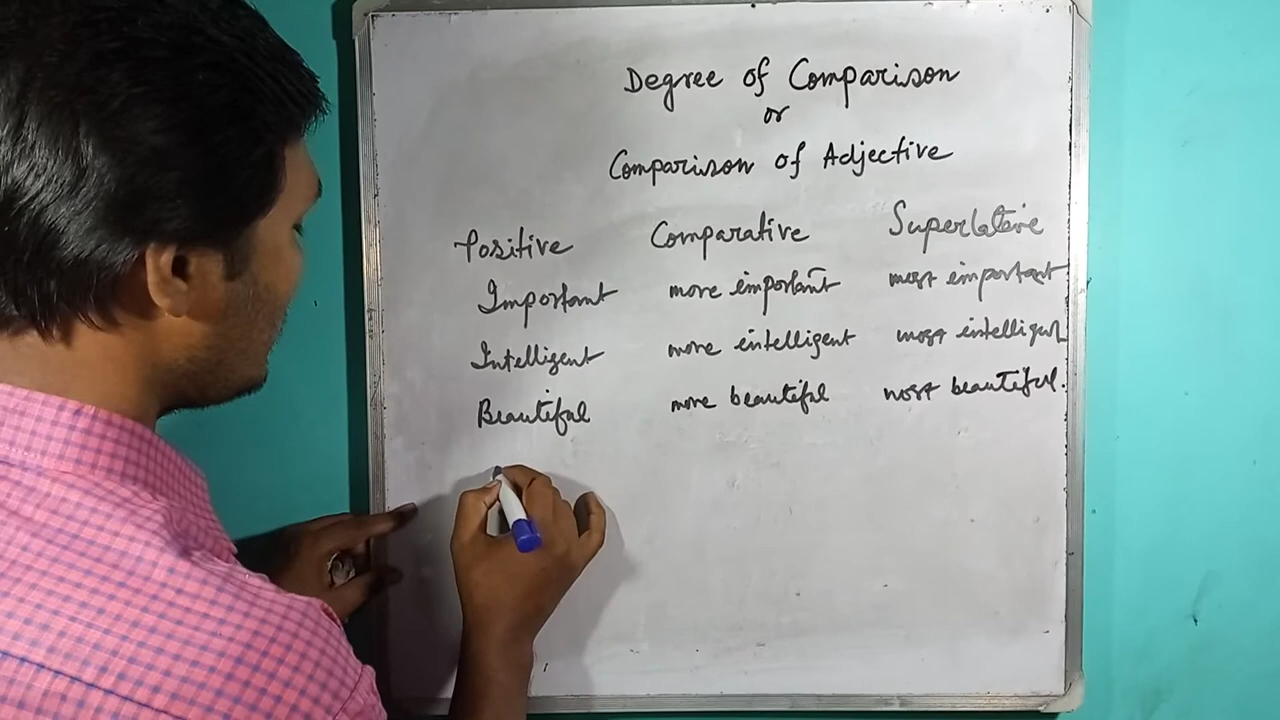 Degree of Comparison
or
Comparison of Adjective
Positive Comparative Superlative
Important more important most important
Intelligent more intelligent most intelligent
Beautiful more beautiful most beautiful.